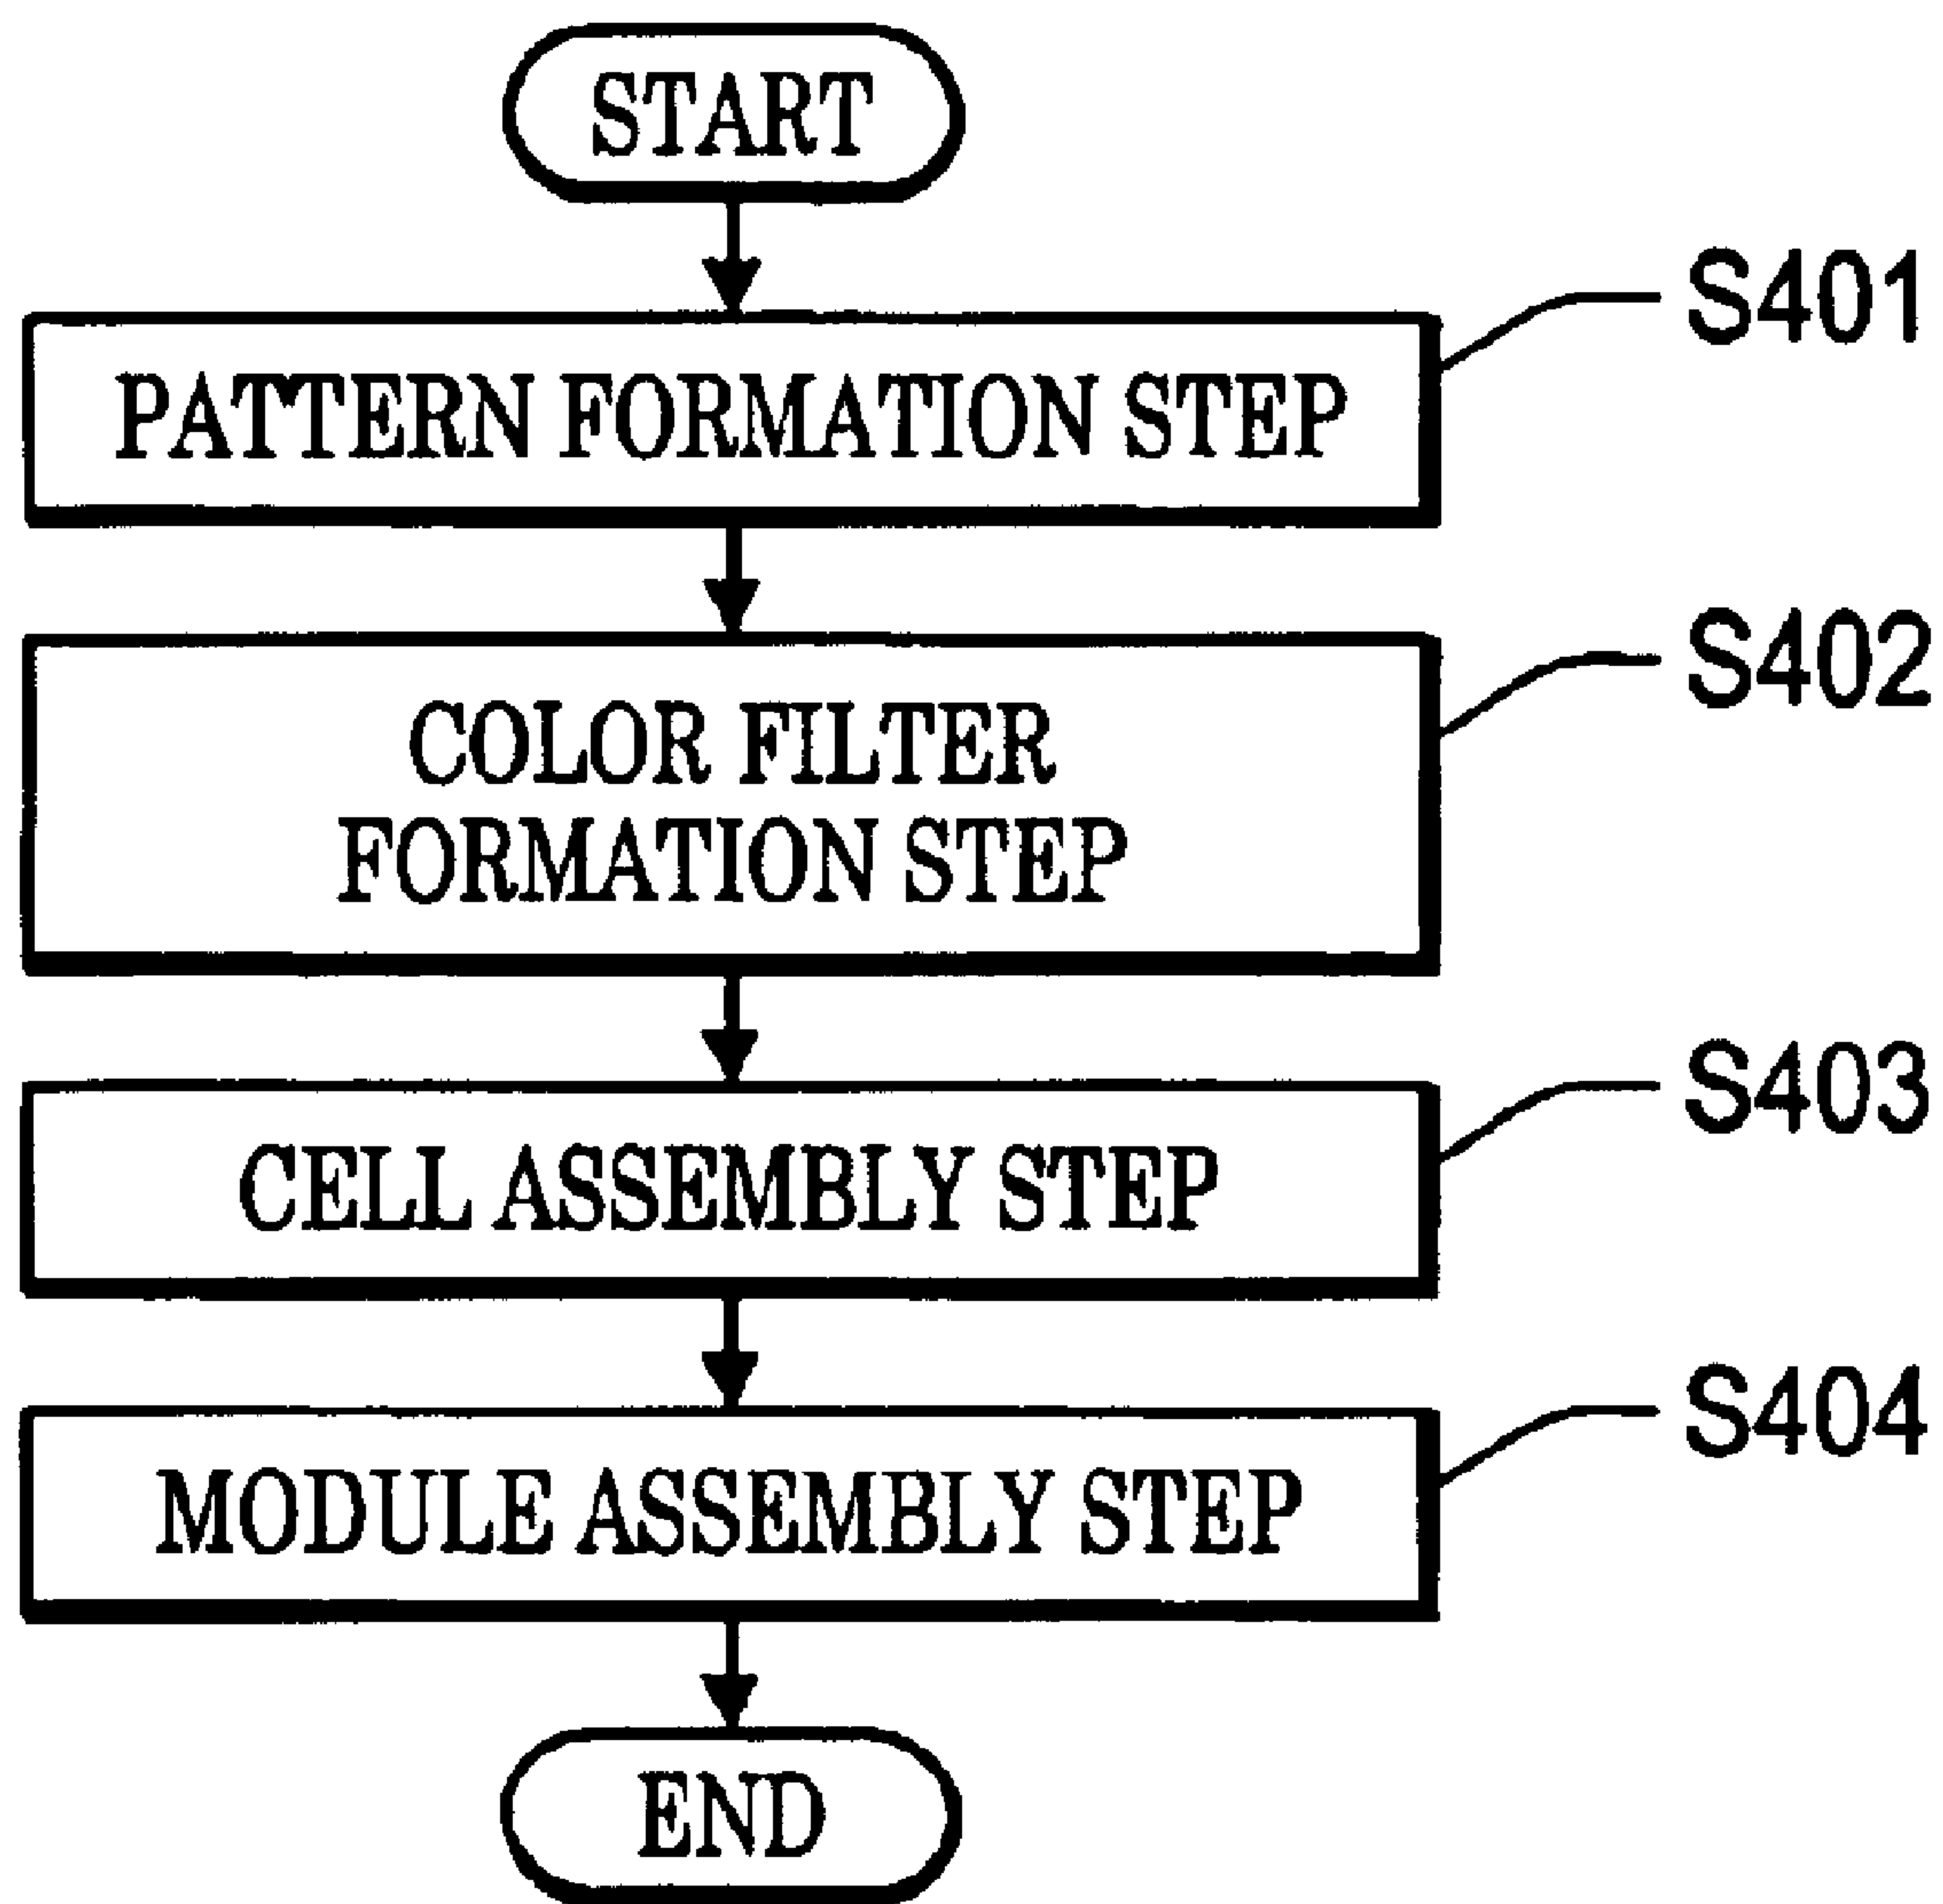 START
S401
PATTERN FORMATION STEP
S402
COLOR FILTER
FORMATION STEP
S403
CELL ASSEMBLY STEP
S404
MODULE ASSEMBLY STEP
END